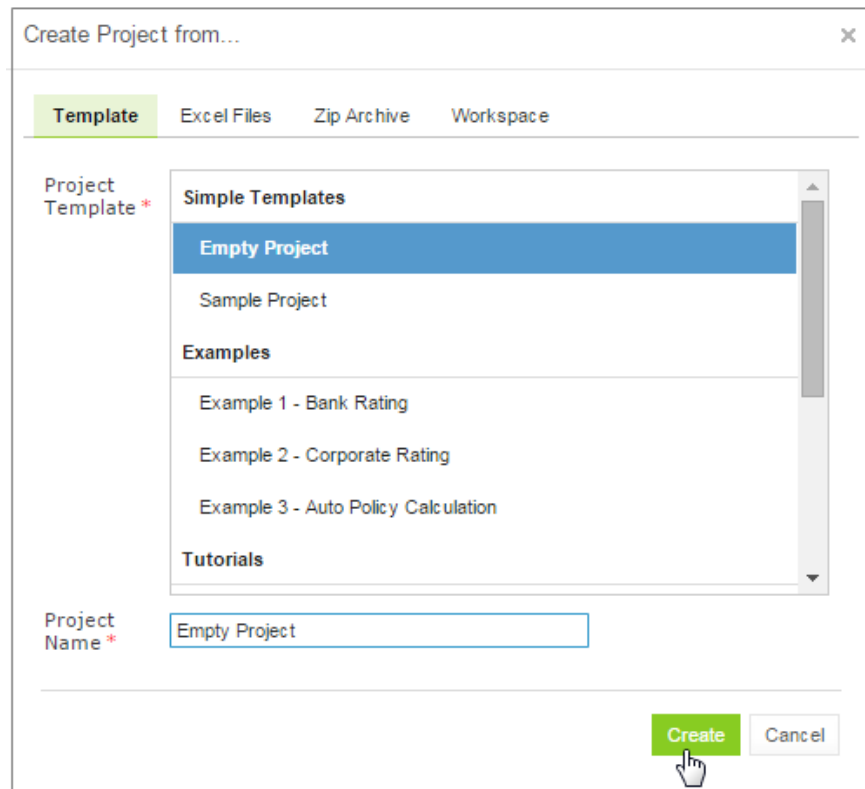 Create Project from...
×
Template Excel Files Zip Archive Workspace
Project
Template *
Simple Templates
Empty Project
Sample Project
Examples
Example 1 - Bank Rating
Example 2 - Corporate Rating
Example 3 - Auto Policy Calculation
Tutorials
Project
Name *
Empty Project
Create Cancel